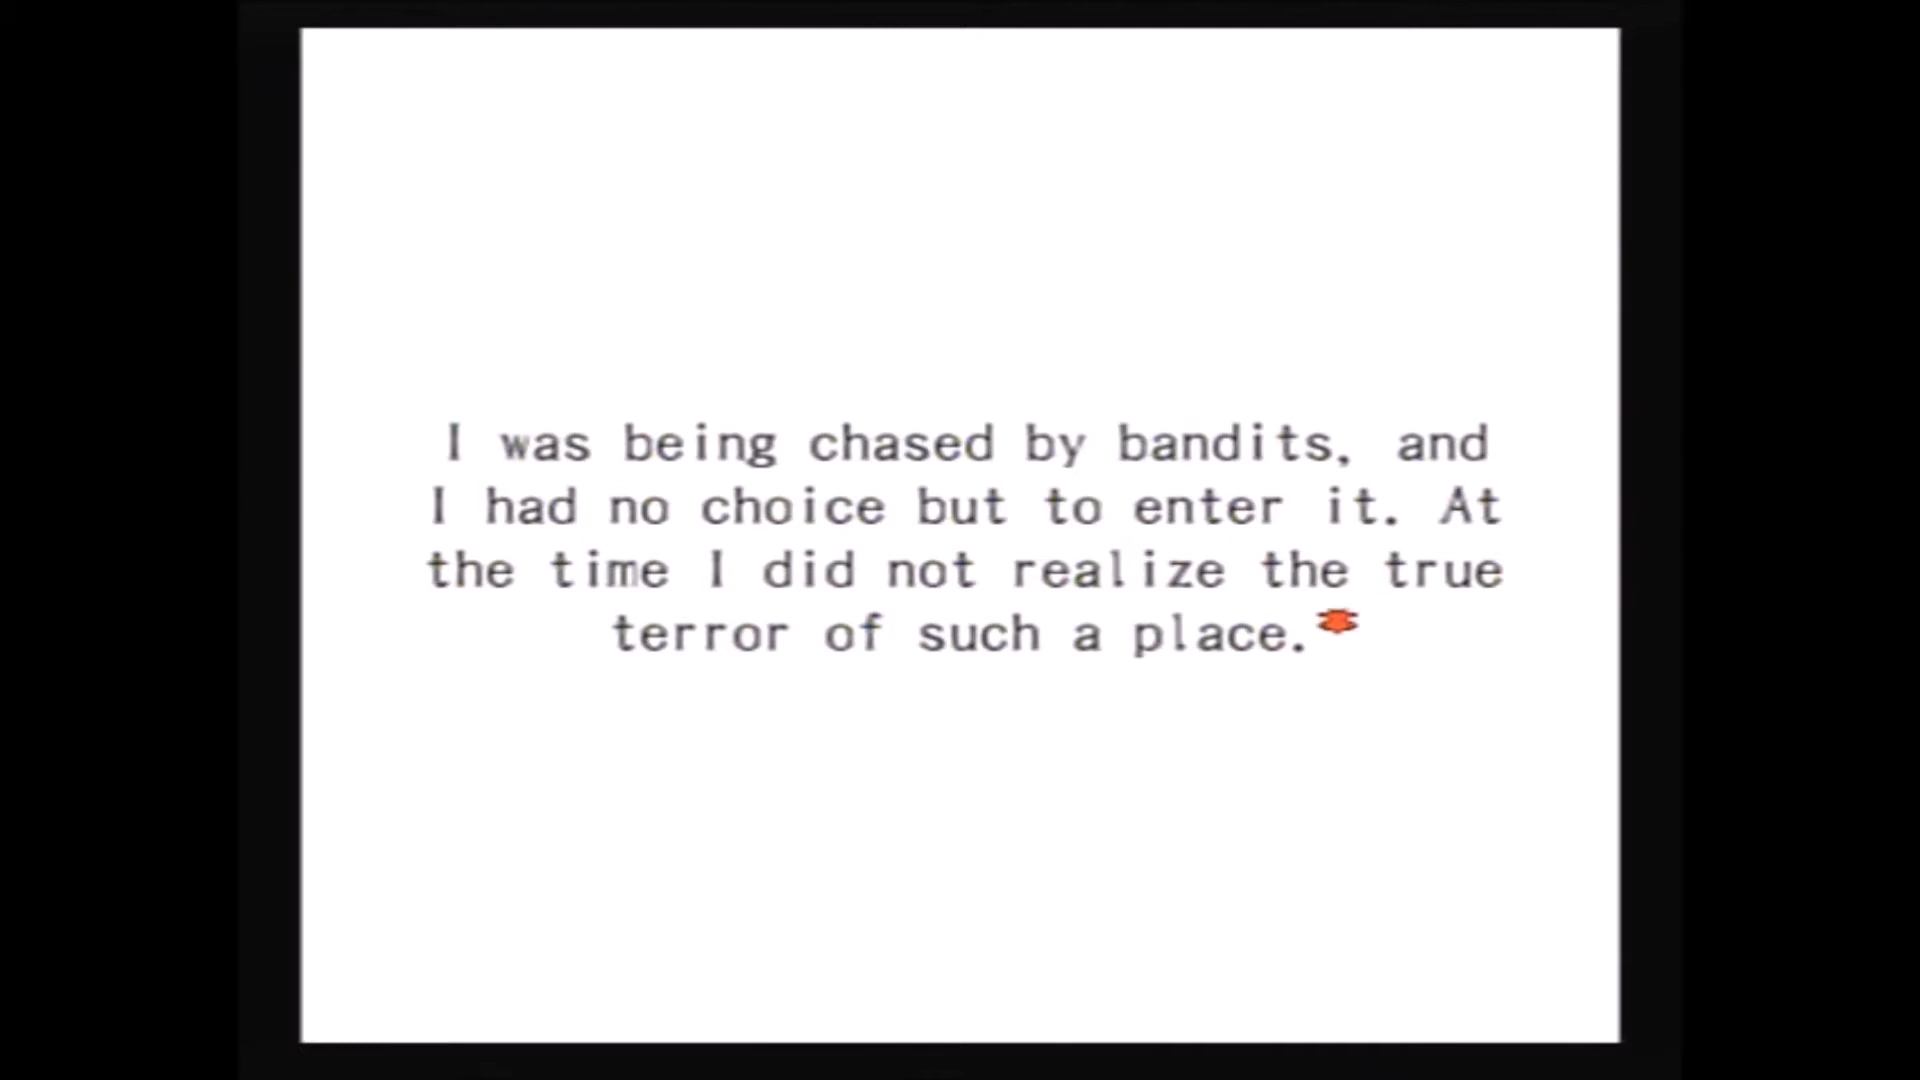 I was being chased by bandits, and
I had no choice but to enter it. At
the time I did not realize the true
terror of such a place.